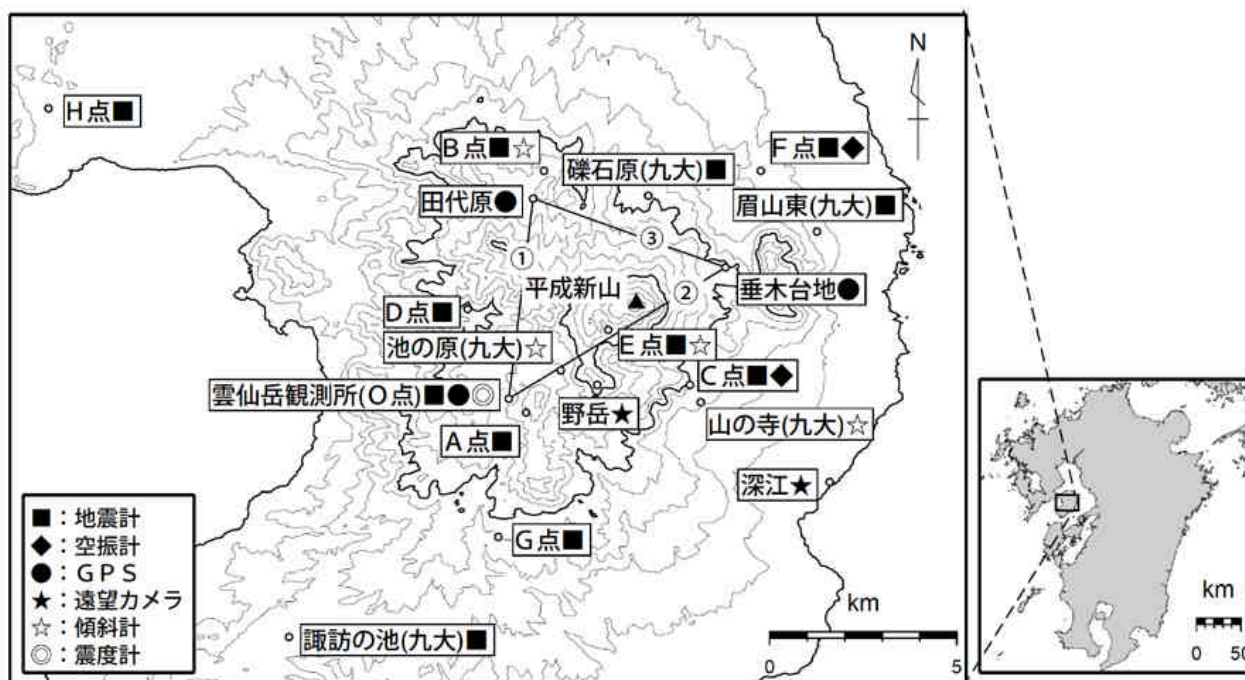 N
H点■
B点■☆
F点■◆
礫石原(九大)■
田代原●
眉山東(九大)■
③
①
平成新山
②
垂木台地●
D点■
池の原(九大)☆
E点■☆
C点■◆
雲仙岳観測所(O点)■●◎
野岳★
山の寺(九大)☆
A点■
深江★
G点■
諏訪の池(九大)■
■:地震計
◆:空振計
●:GPS
★:遠望カメラ
☆:傾斜計
◎:震度計
km
0 5
km
0 50